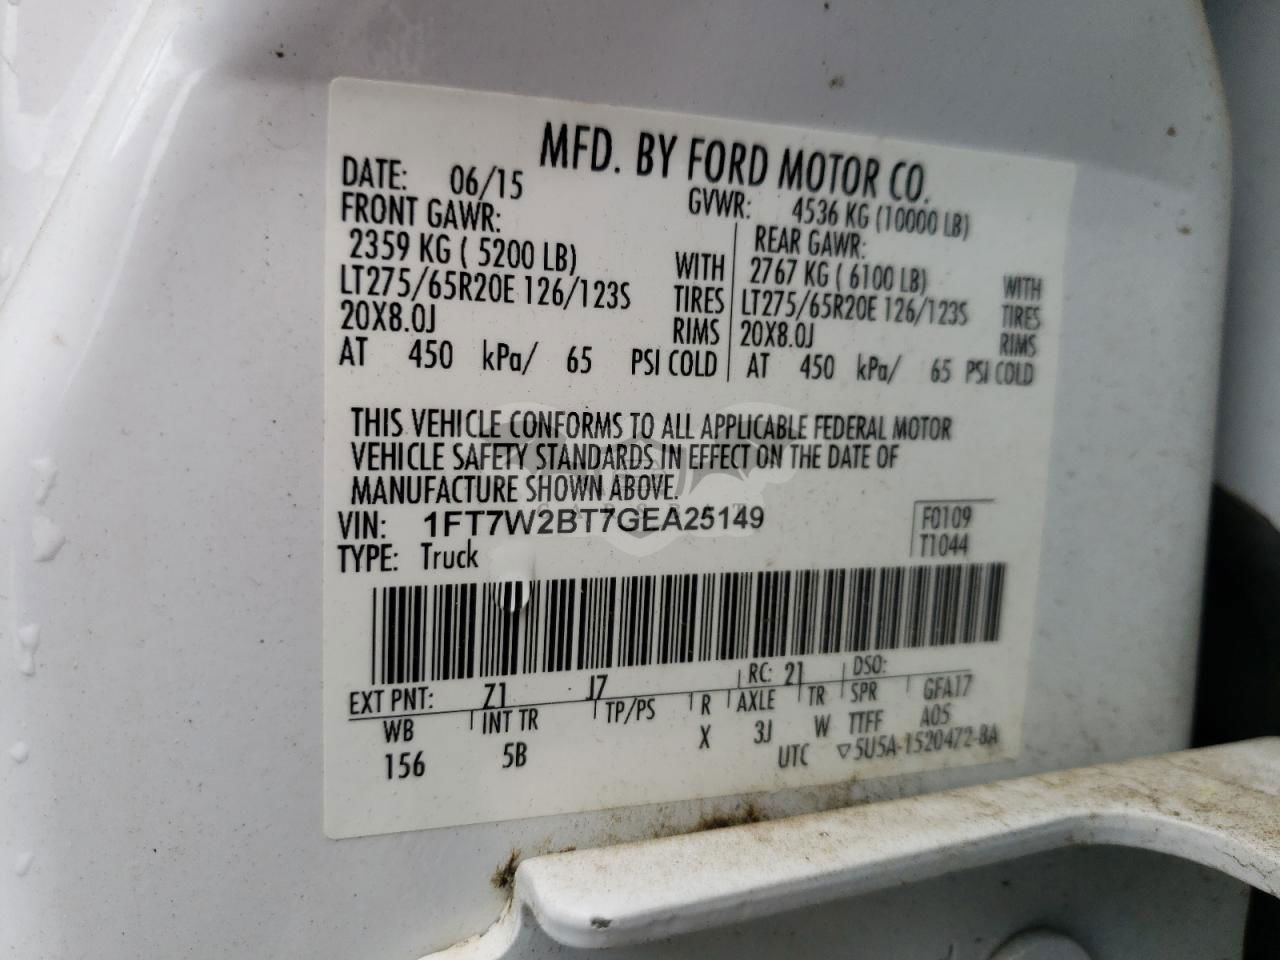 MFD. BY FORD MOTOR CO.
DATE: 06/15 GVWR: 4536 KG (10000 LB)
FRONT GAWR: REAR GAWR:
2359 KG ( 5200 LB) WITH 2767 KG ( 6100 LB) WITH
LT275/65R20E 126/123S TIRES LT275/65R20E 126/123S TIRES
20X8.0J RIMS 20X8.0J RIMS
AT 450 kPa/ 65 PSI COLD AT 450 kPa/ 65 PSI COLD
THIS VEHICLE CONFORMS TO ALL APPLICABLE FEDERAL MOTOR
VEHICLE SAFETY STANDARDS IN EFFECT ON THE DATE OF
MANUFACTURE SHOWN ABOVE.
VIN: 1FT7W2BT7GEA25149 F0109
TYPE: Truck T1044
EXT PNT: Z1 J7 RC: 21 DSO:
WB INT TR TP/PS R AXLE TR SPR GFA17
156 5B X 3J W TTFF A05
UTC ▽5U5A-1520472-BA